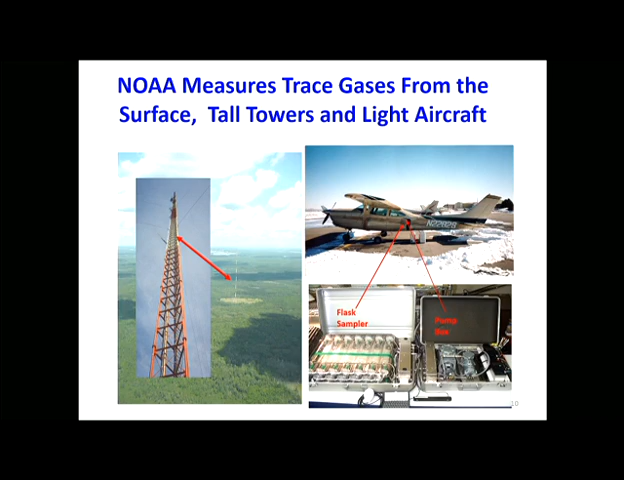 NOAA Measures Trace Gases From the
Surface, Tall Towers and Light Aircraft
Flask
Sampler
Pump
Box
10